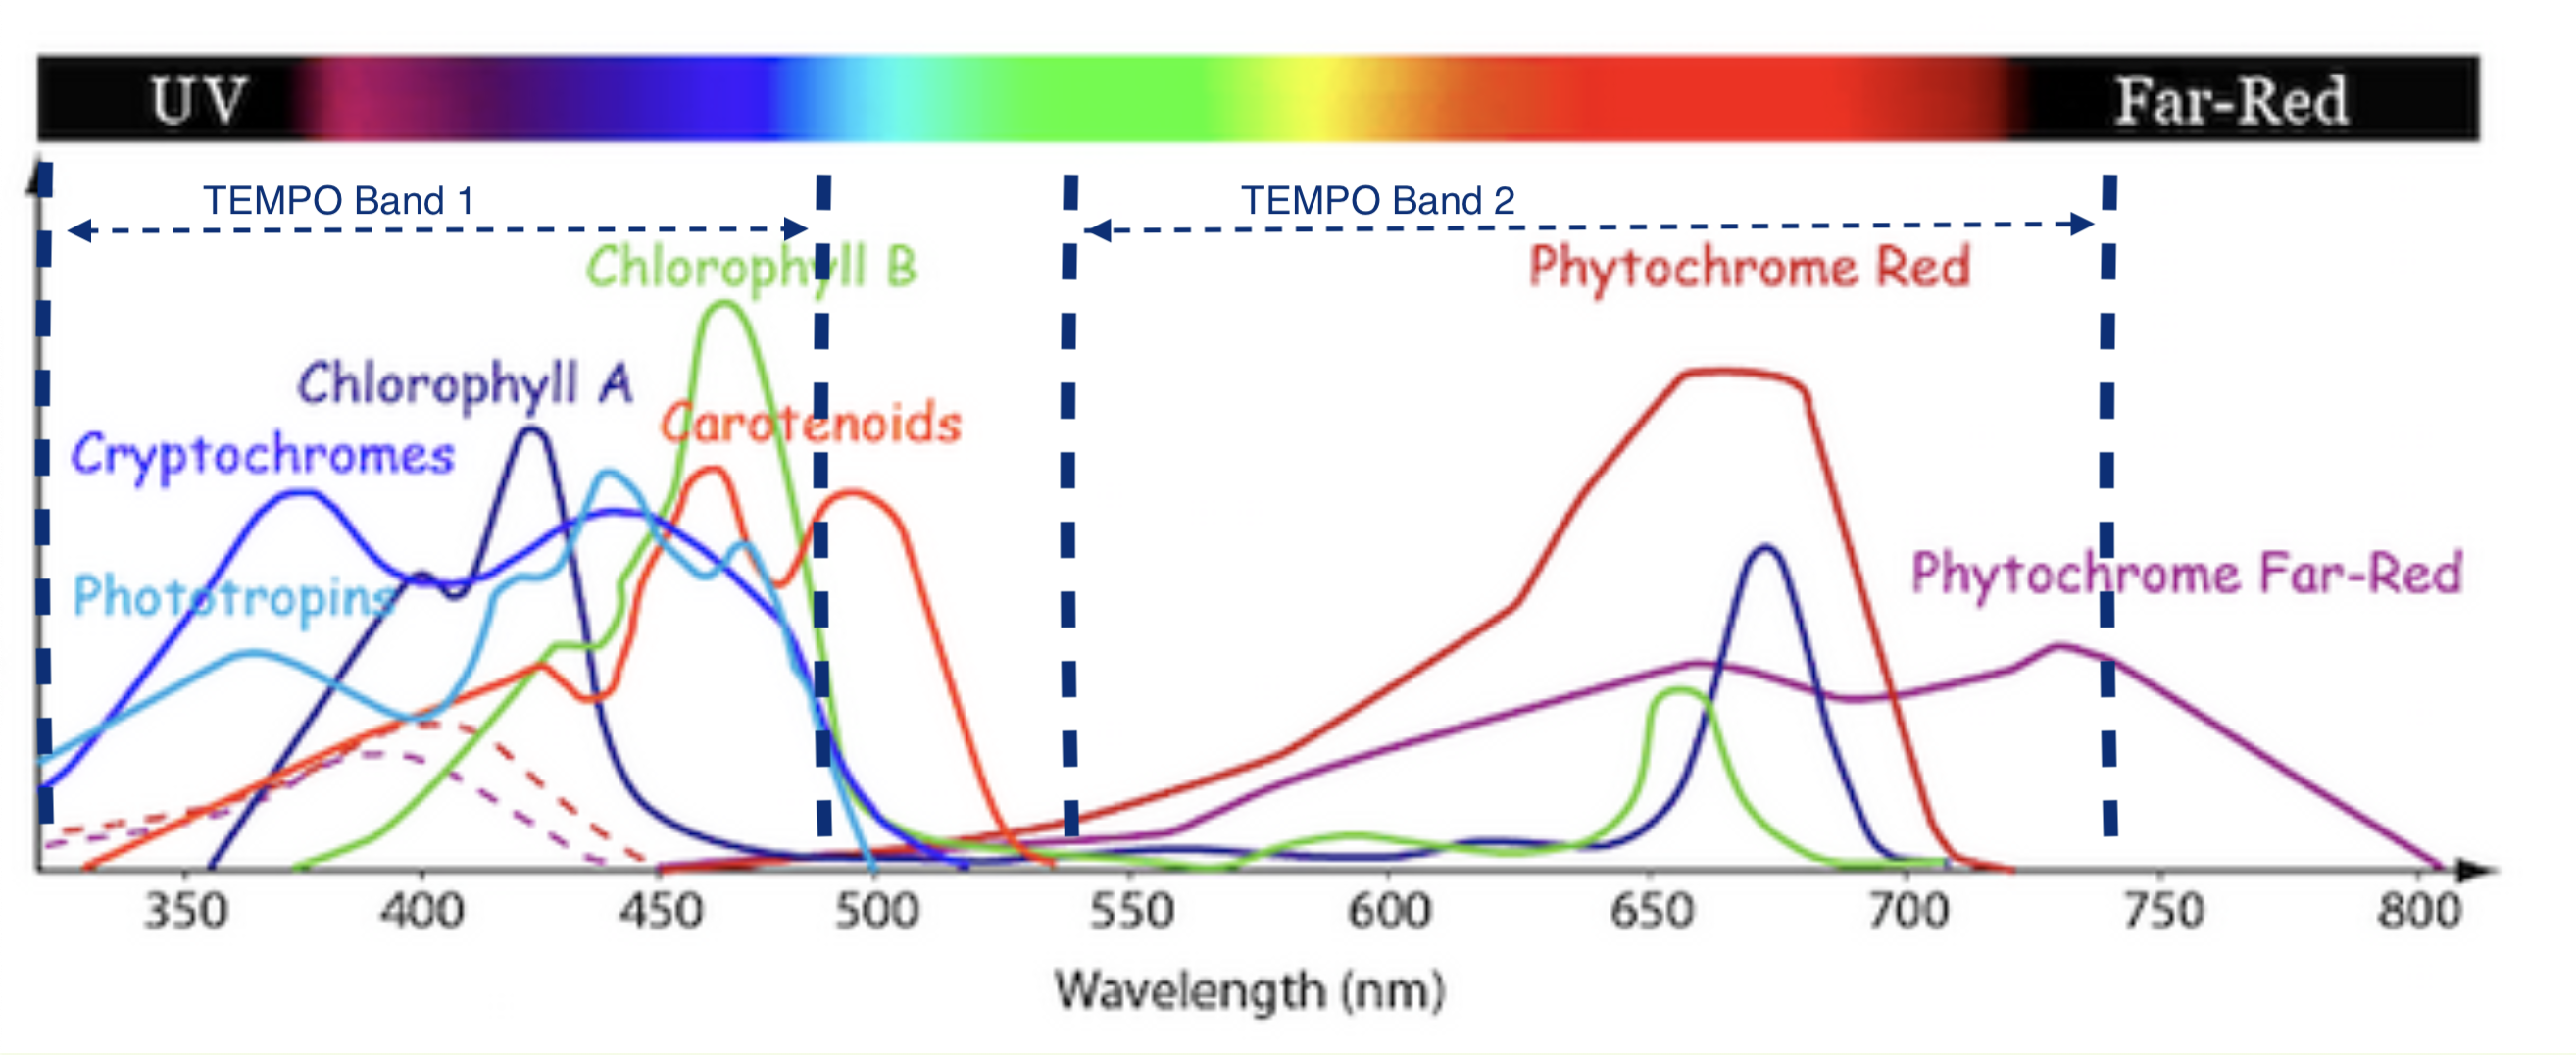 UV
Far-Red
TEMPO Band 1
TEMPO Band 2
Chlorophyll B
Phytochrome Red
Chlorophyll A
Carotenoids
Cryptochromes
Phytochrome Far-Red
Phototropins
350 400 450 500 550 600 650 700 750 800
Wavelength (nm)